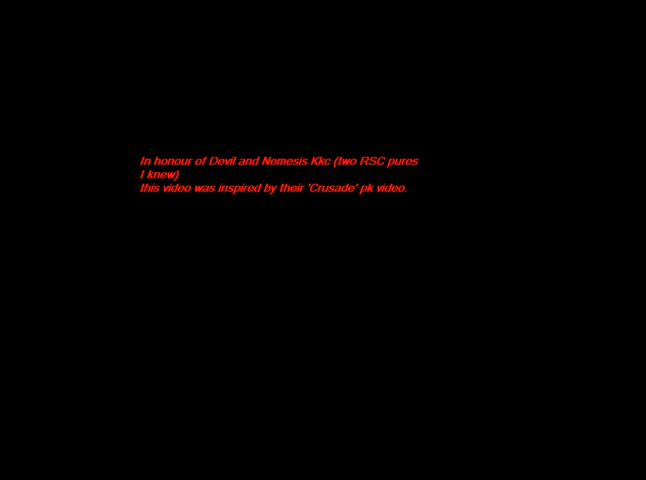 In honour of Devil and Nemesis Kkc (two RSC pures
I knew)
this video was inspired by their 'Crusade' pk video.